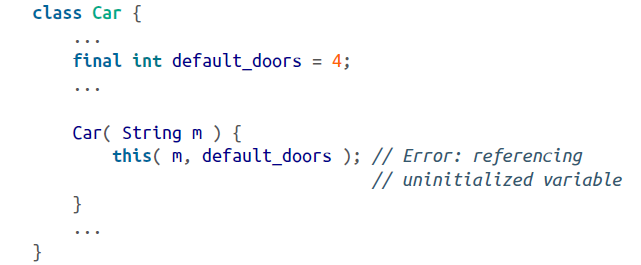 class Car {
    ...
    final int default_doors = 4;
    ...

    Car( String m ) {
        this( m, default_doors ); // Error: referencing
                                  // uninitialized variable
    }
    ...
}